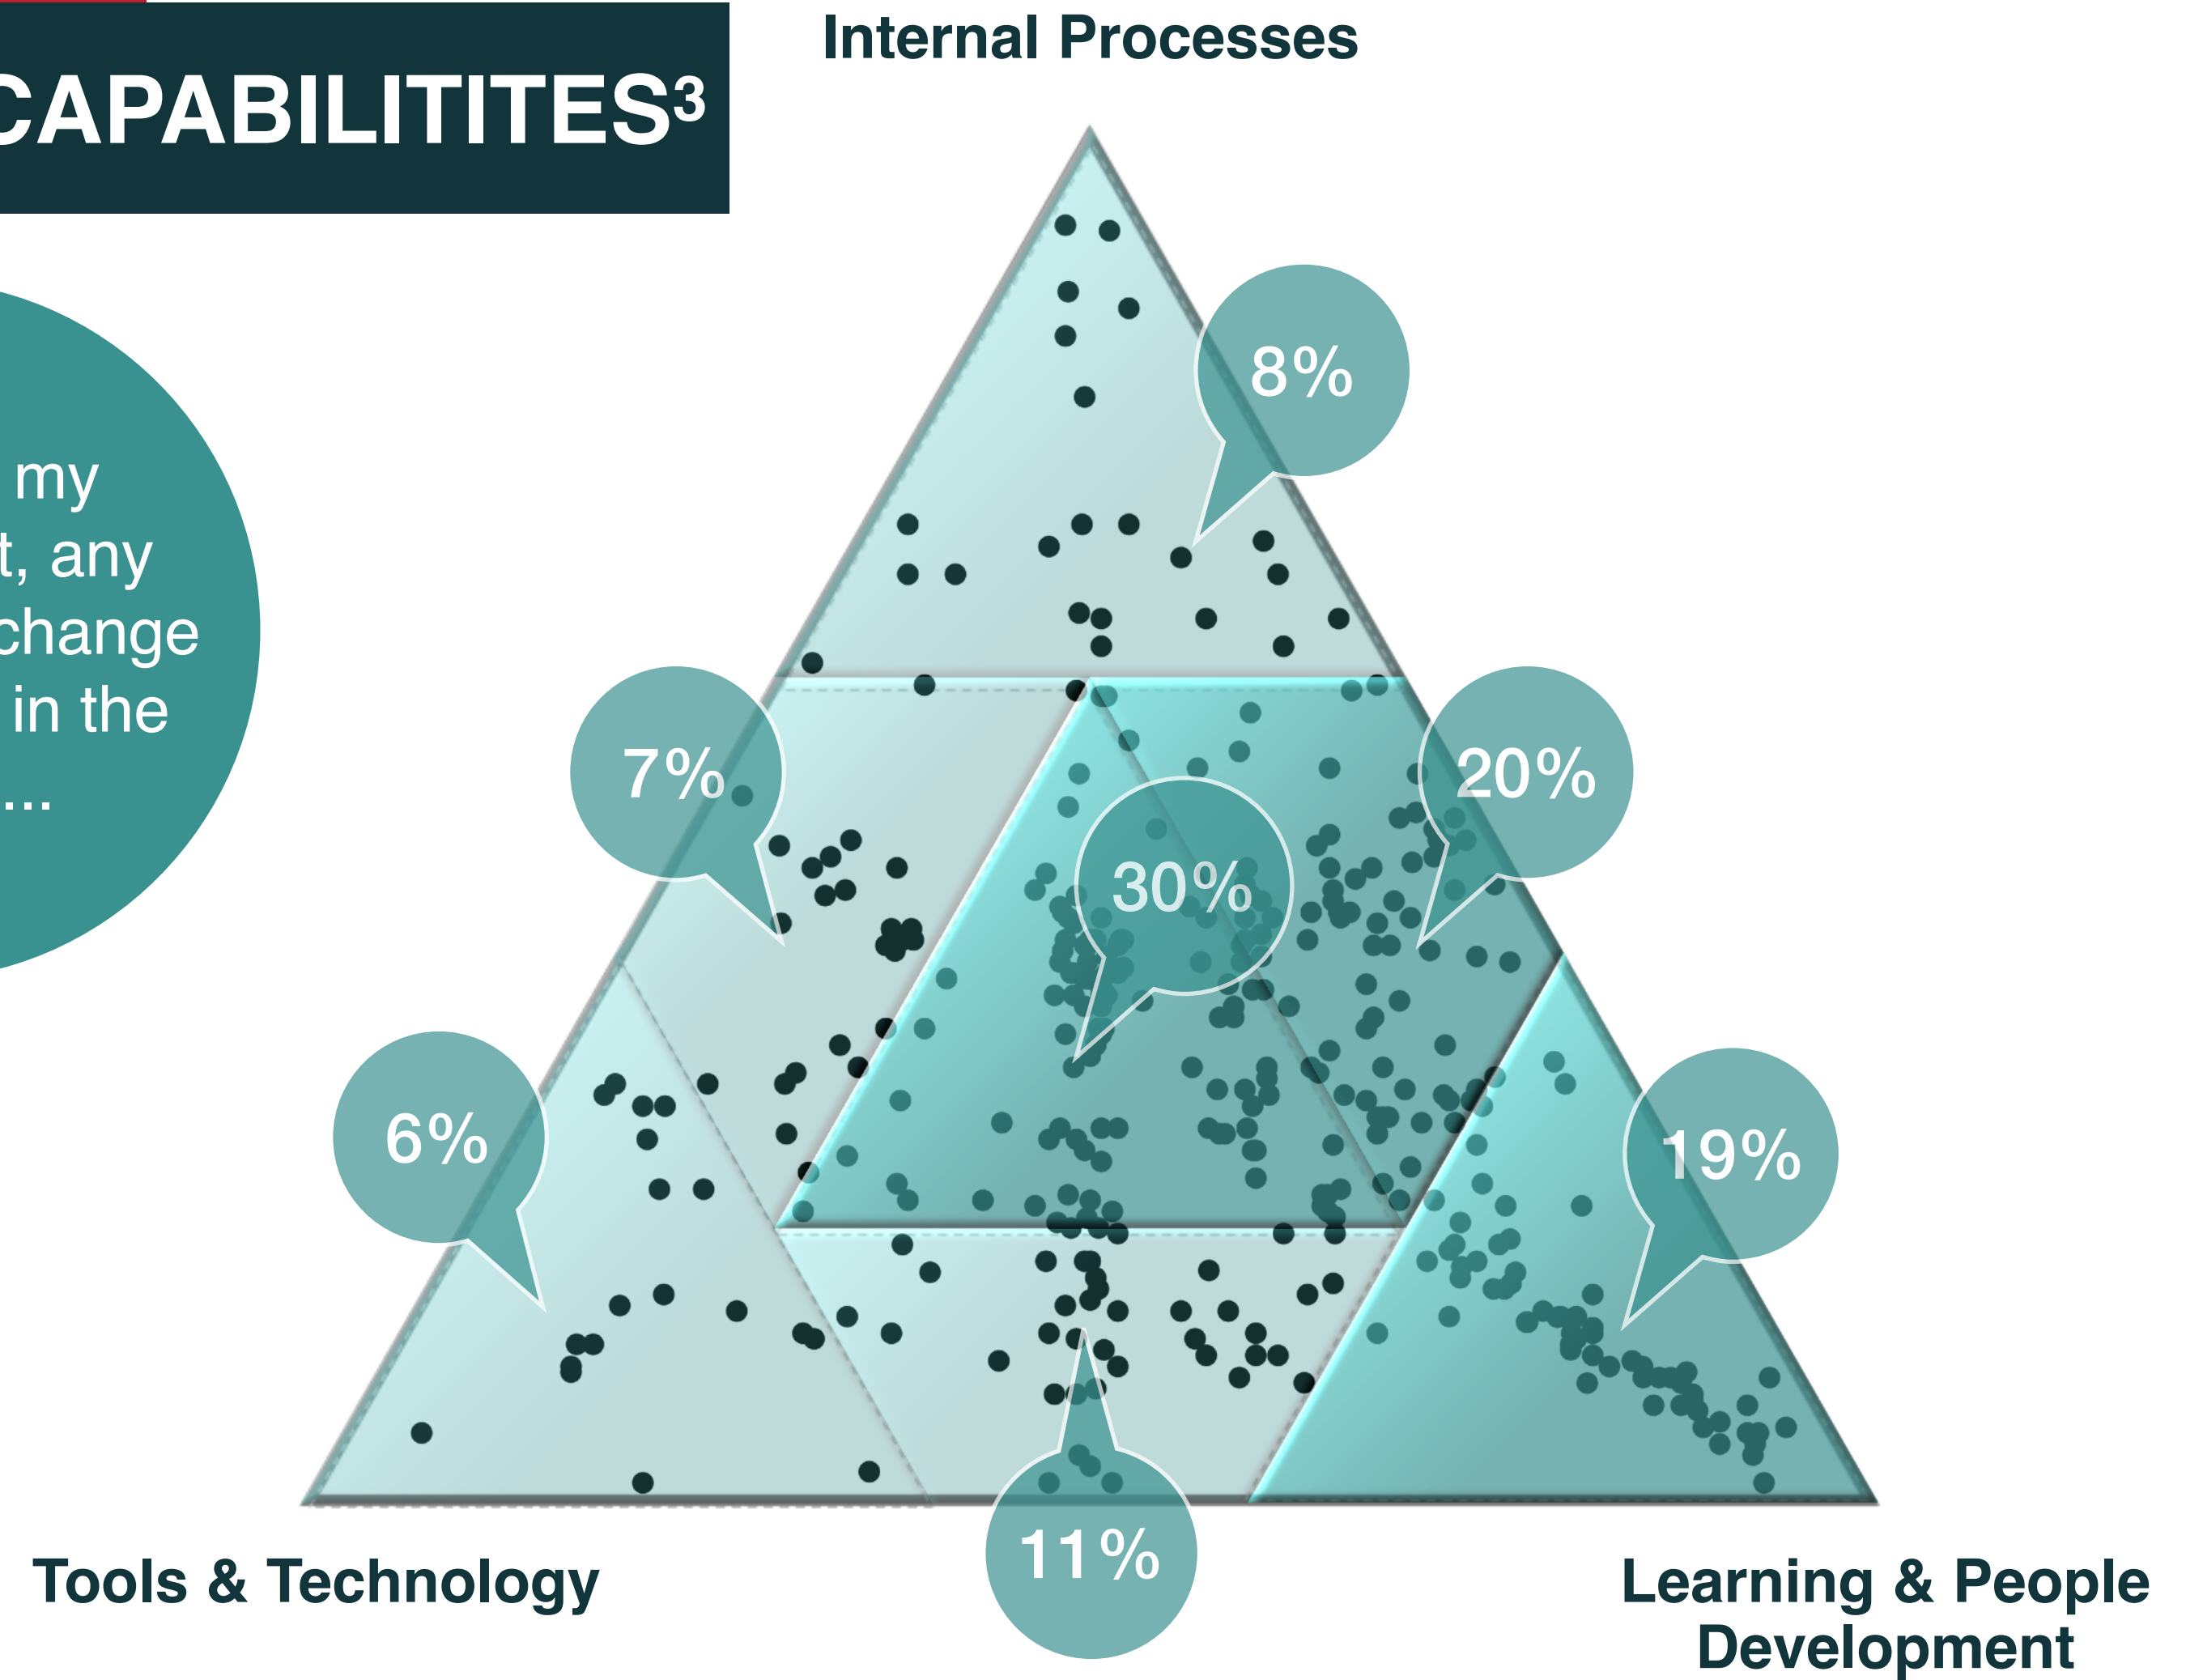 CAPABILITITES³
Internal Processes
my
t, any
change
in the
...
8%
7%
20%
30%
6%
19%
11%
Tools & Technology
Learning & People
Development